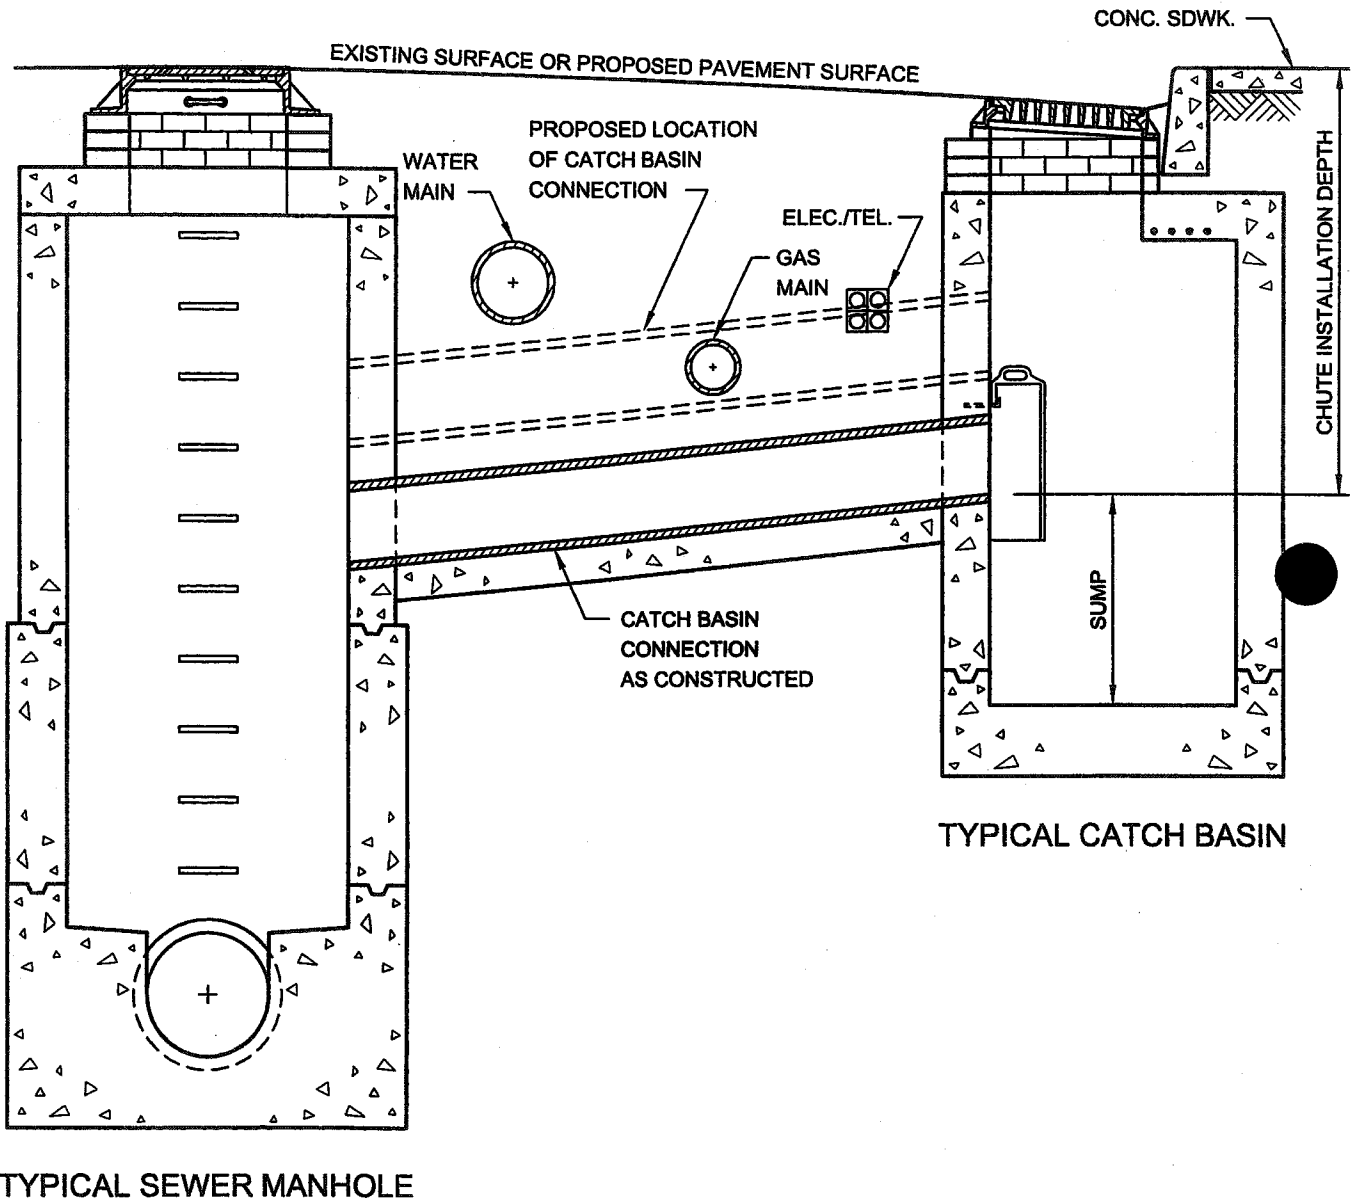 CONC. SDWK.
EXISTING SURFACE OR PROPOSED PAVEMENT SURFACE
PROPOSED LOCATION
OF CATCH BASIN
CONNECTION
WATER
MAIN
ELEC./TEL.
GAS
MAIN
CHUTE INSTALLATION DEPTH
SUMP
CATCH BASIN
CONNECTION
AS CONSTRUCTED
TYPICAL CATCH BASIN
TYPICAL SEWER MANHOLE